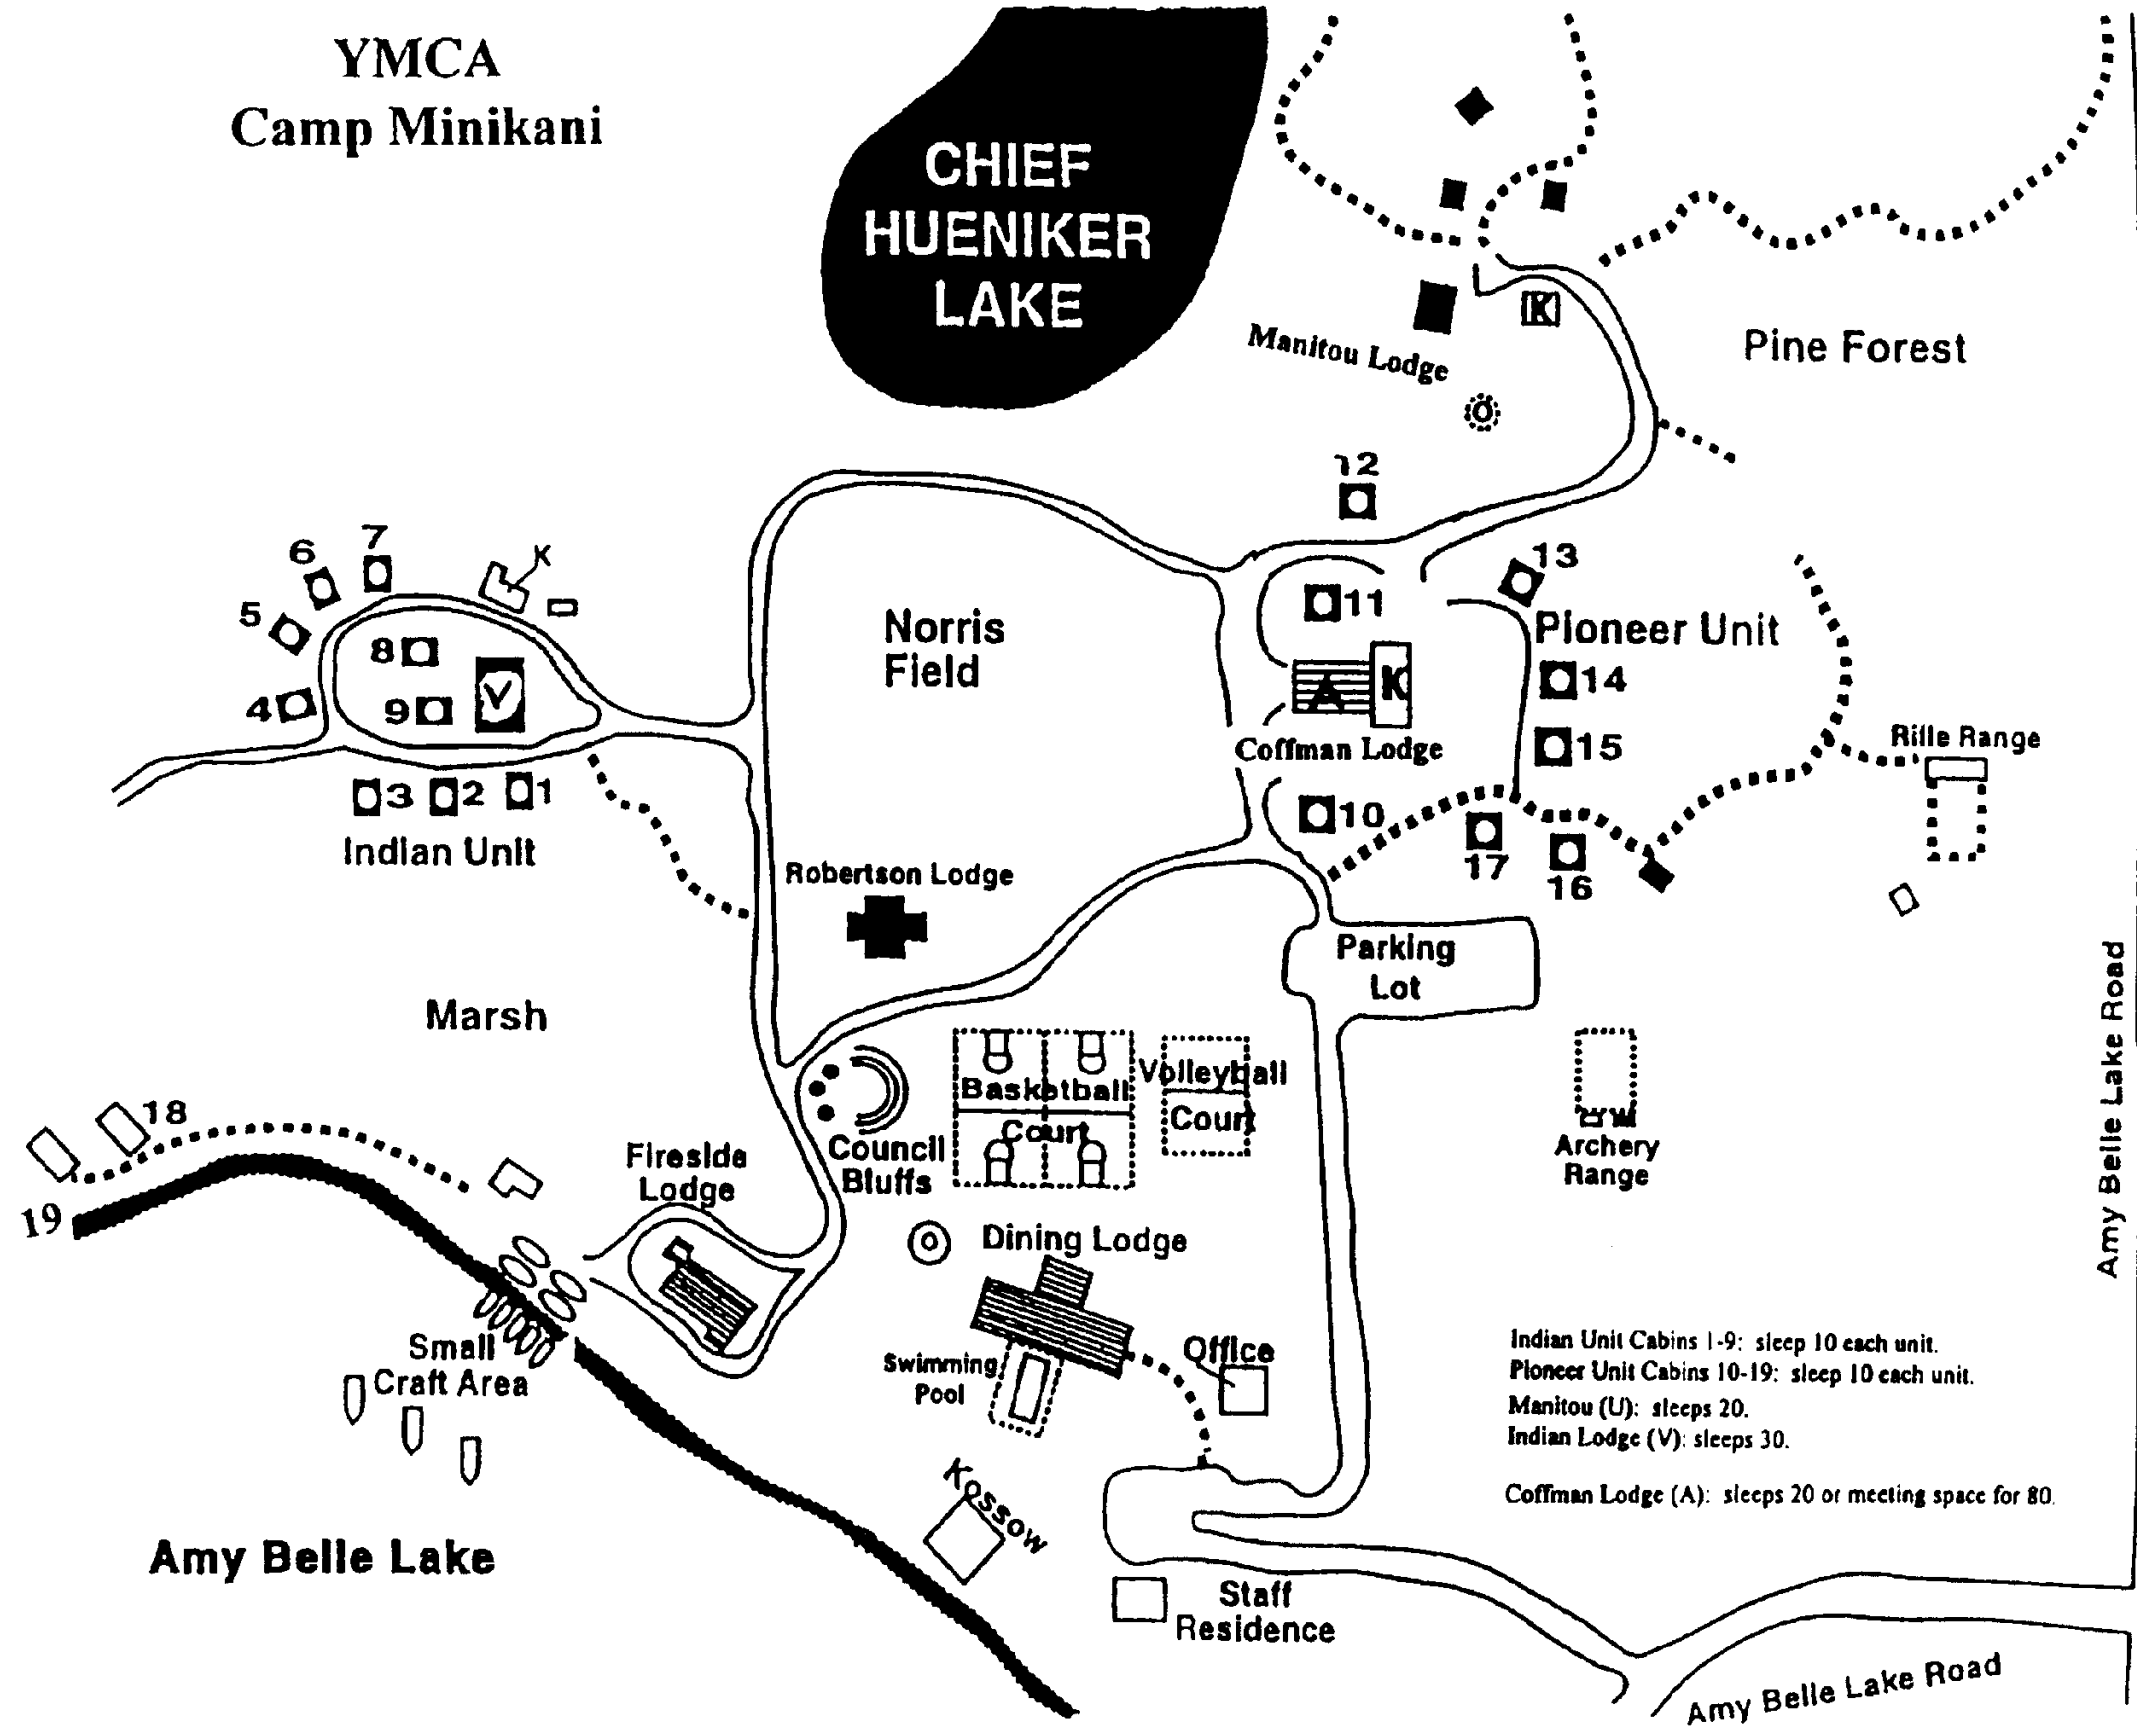 YMCA
Camp Minikani
CHIEF
HUENIKER
LAKE
K
Manitou Lodge
Pine Forest
12
13
11
Pioneer Unit
7
6
K
5
8
V
4
9
3
2
1
Indian Unit
Norris
Field
A
K
Coffman Lodge
14
15
10
17
16
Rifle Range
Robertson Lodge
Parking
Lot
Marsh
Amy Belle Lake Road
18
19
Fireside
Lodge
Council
Bluffs
Basketball
Court
Volleyball
Court
Archery
Range
Dining Lodge
Swimming
Pool
Office
Small
Craft Area
Kossow
Amy Belle Lake
Staff
Residence
Indian Unit Cabins 1-9: sleep 10 each unit.
Pioneer Unit Cabins 10-19: sleep 10 each unit.
Manitou (U): sleeps 20.
Indian Lodge (V): sleeps 30.
Coffman Lodge (A): sleeps 20 or meeting space for 80.
Amy Belle Lake Road